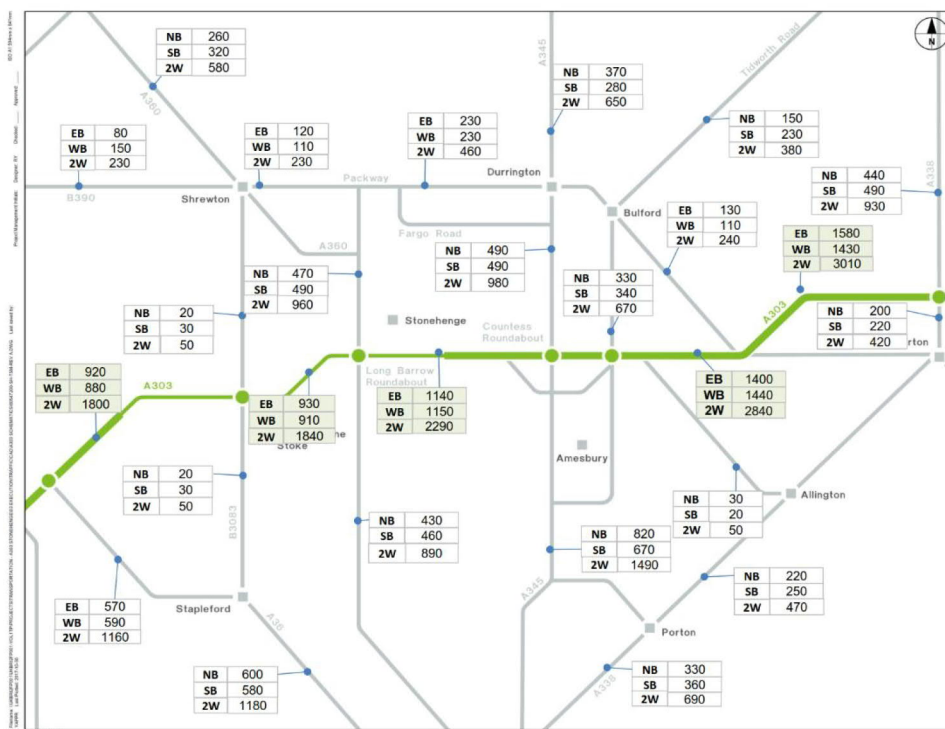 NB 260
SB 320
2W 580
A360
EB 80
WB 150
2W 230
B390
EB 120
WB 110
2W 230
Shrewton
Packway
EB 230
WB 230
2W 460
Durrington
A345
NB 370
SB 280
2W 650
Tidworth Road
NB 150
SB 230
2W 380
N
A338
NB 440
SB 490
2W 930
Bulford
EB 130
WB 110
2W 240
EB 1580
WB 1430
2W 3010
A303
Fargo Road
A360
NB 470
SB 490
2W 960
NB 490
SB 490
2W 980
NB 330
SB 340
2W 670
NB 20
SB 30
2W 50
Stonehenge
Countess
Roundabout
NB 200
SB 220
2W 420
rton
EB 920
WB 880
2W 1800
A303
EB 930
WB 910
2W 1840
ne
Stoke
Long Barrow
Roundabout
EB 1140
WB 1150
2W 2290
EB 1400
WB 1440
2W 2840
Amesbury
Allington
NB 20
SB 30
2W 50
B3083
NB 430
SB 460
2W 890
NB 30
SB 20
2W 50
NB 820
SB 670
2W 1490
A345
NB 220
SB 250
2W 470
EB 570
WB 590
2W 1160
Stapleford
A36
NB 600
SB 580
2W 1180
Porton
A338
NB 330
SB 360
2W 690